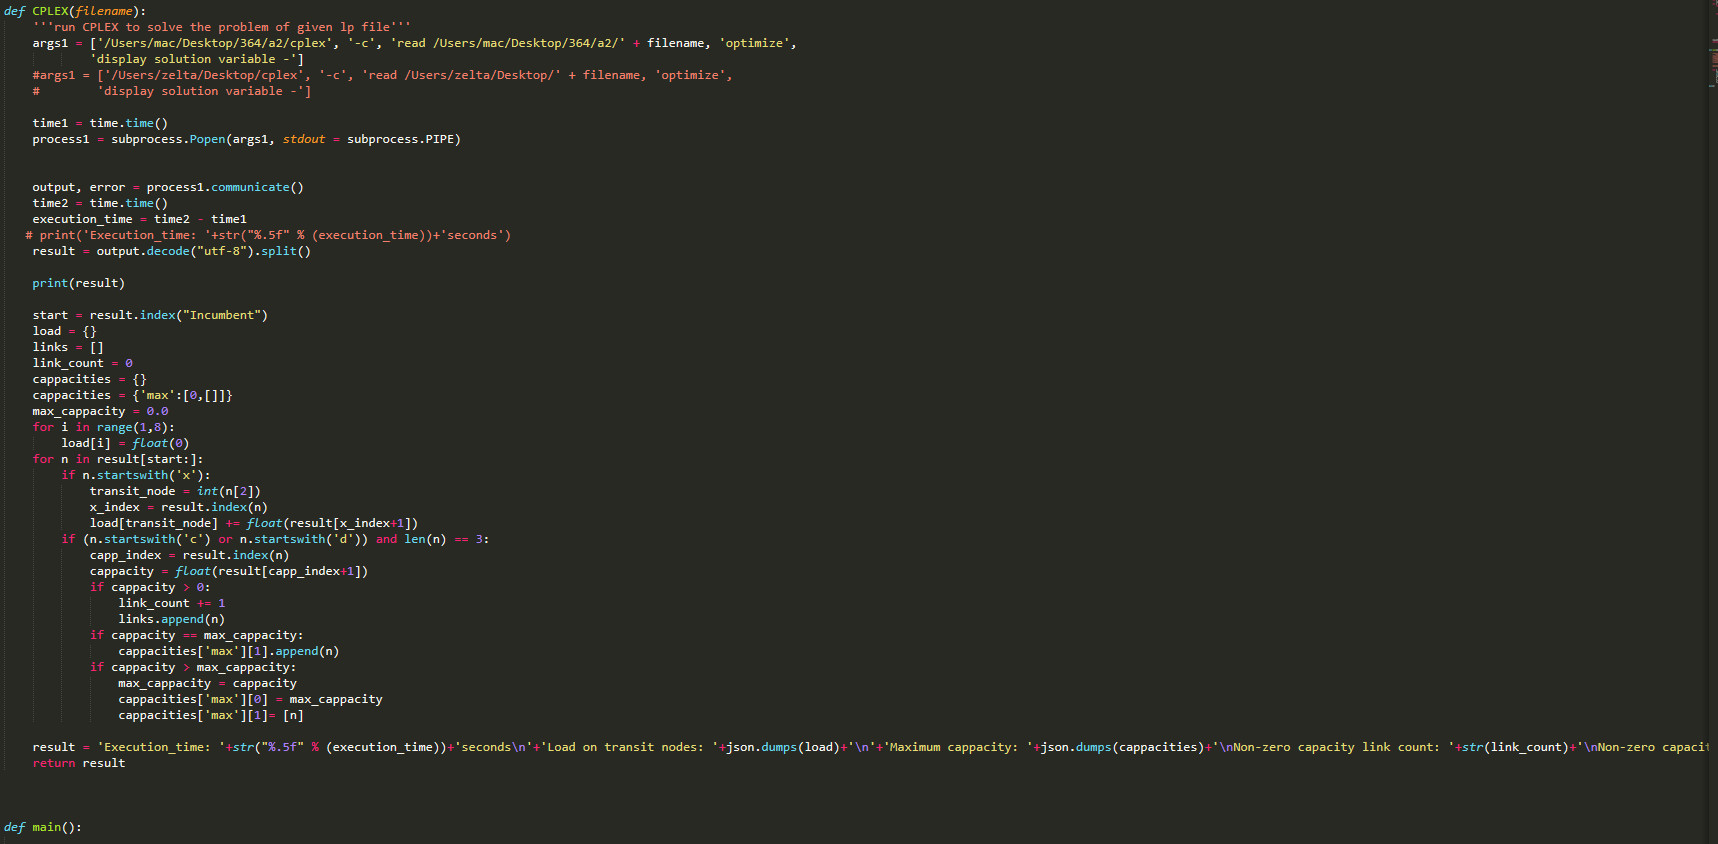 def CPLEX(filename):
    '''run CPLEX to solve the problem of given lp file'''
    args1 = ['/Users/mac/Desktop/364/a2/cplex', '-c', 'read /Users/mac/Desktop/364/a2/' + filename, 'optimize',
            'display solution variable -']
    #args1 = ['/Users/zelta/Desktop/cplex', '-c', 'read /Users/zelta/Desktop/' + filename, 'optimize',
    #        'display solution variable -']
    time1 = time.time()
    process1 = subprocess.Popen(args1, stdout = subprocess.PIPE)
    output, error = process1.communicate()
    time2 = time.time()
    execution_time = time2 - time1
   # print('Execution_time: '+str("%.5f" % (execution_time))+'seconds')
    result = output.decode("utf-8").split()
    print(result)
    start = result.index("Incumbent")
    load = {}
    links = []
    link_count = 0
    cappacities = {}
    cappacities = {'max':[0,[]]}
    max_cappacity = 0.0
    for i in range(1,8):
        load[i] = float(0)
    for n in result[start:]:
        if n.startswith('x'):
            transit_node = int(n[2])
            x_index = result.index(n)
            load[transit_node] += float(result[x_index+1])
        if (n.startswith('c') or n.startswith('d')) and len(n) == 3:
            capp_index = result.index(n)
            cappacity = float(result[capp_index+1])
            if cappacity > 0:
                link_count += 1
                links.append(n)
            if cappacity == max_cappacity:
                cappacities['max'][1].append(n)
            if cappacity > max_cappacity:
                max_cappacity = cappacity
                cappacities['max'][0] = max_cappacity
                cappacities['max'][1]= [n]
    result = 'Execution_time: '+str("%.5f" % (execution_time))+'seconds\n'+'Load on transit nodes: '+json.dumps(load)+'\n'+'Maximum cappacity: '+json.dumps(cappacities)+'\nNon-zero capacity link count: '+str(link_count)+'\nNon-zero capacit
    return result
def main():